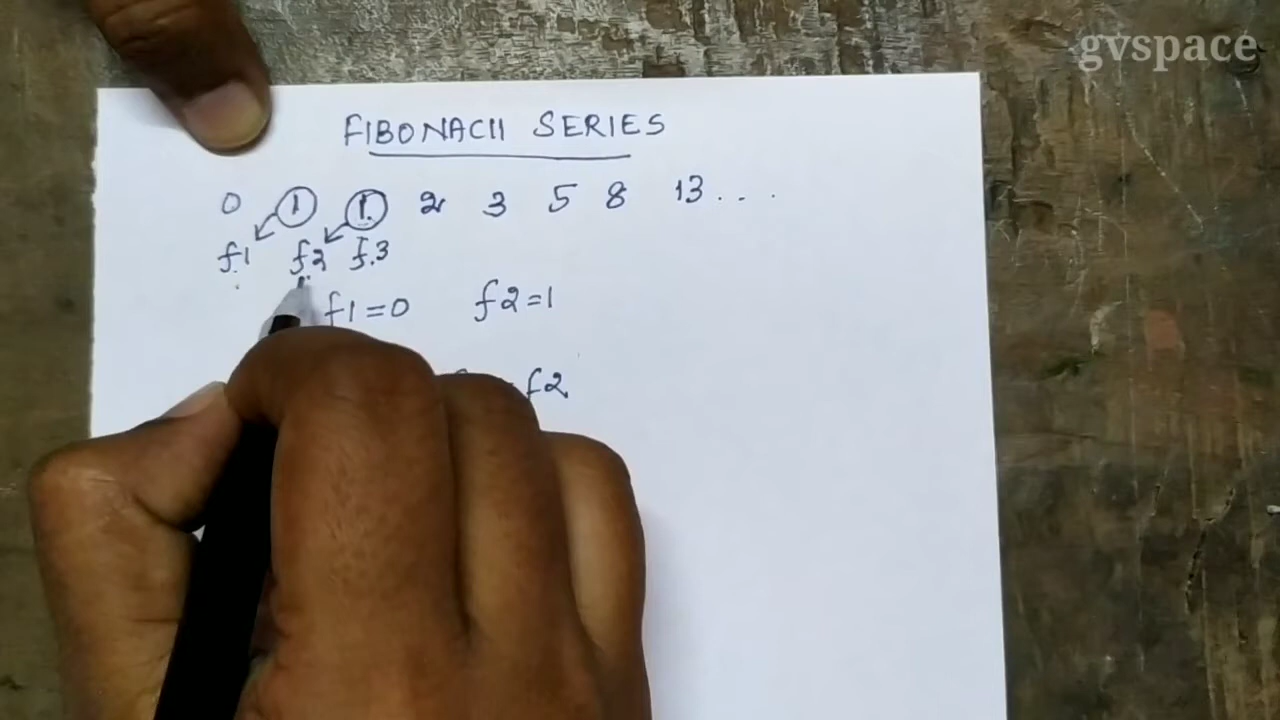 gvspace
FIBONACII SERIES
0 1 1 2 3 5 8 13 . . .
f1 f2 f3
f1 = 0 f2 = 1
f2